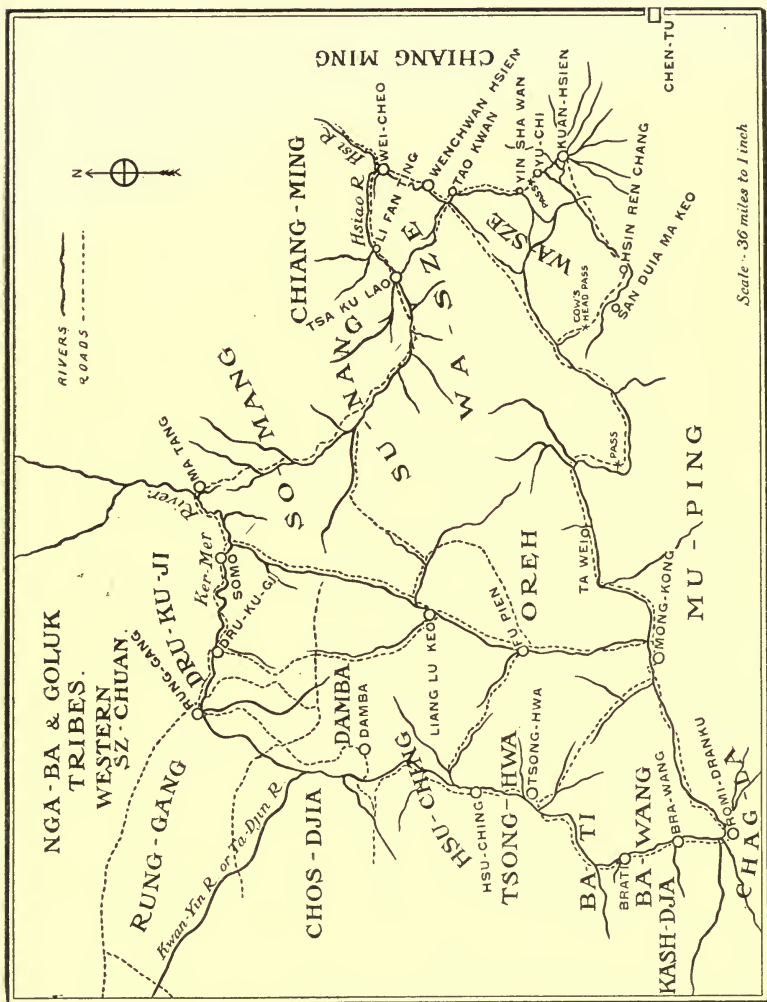 NGA-BA & GOLUK
TRIBES.
WESTERN
SZ-CHUAN.
RIVERS
ROADS
N
CHIANG MING
CHEN-TU
Scale - 36 miles to 1 inch
CHIANG-MING
Hsi R.
WEI-CHEO
Hsiao R
LI FAN TING
WENCHWAN HSIEN
TAO KWAN
YIN SHA WAN
YU-CHI
PASS
KUAN-HSIEN
TSA KU LAO
WA-SZE
WA-SZE
HSIN REN CHANG
COW'S
HEAD PASS
SAN DUIA MA KEO
MANG
SO
SU-NANG
MA TANG
River
Ker-Mer
SOMO
DRU-KU-JI
DRU-KU-GJ
RUNG-GANG
RUNG-GANG
Kwan-Yin R. or Ta-Djin R.
CHOS-DJIA
DAMBA
DAMBA
LIANG LU KEO
FU PIEN
OREH
TA WEI
PASS
MU-PING
MONG-KONG
HSU-CHING
HSU-CHING
TSONG-HWA
TSONG-HWA
BA-TI
BRATI
BA-WANG
BRA-WANG
KASH-DJA
ROMI-DRANKU
CHAG-DA